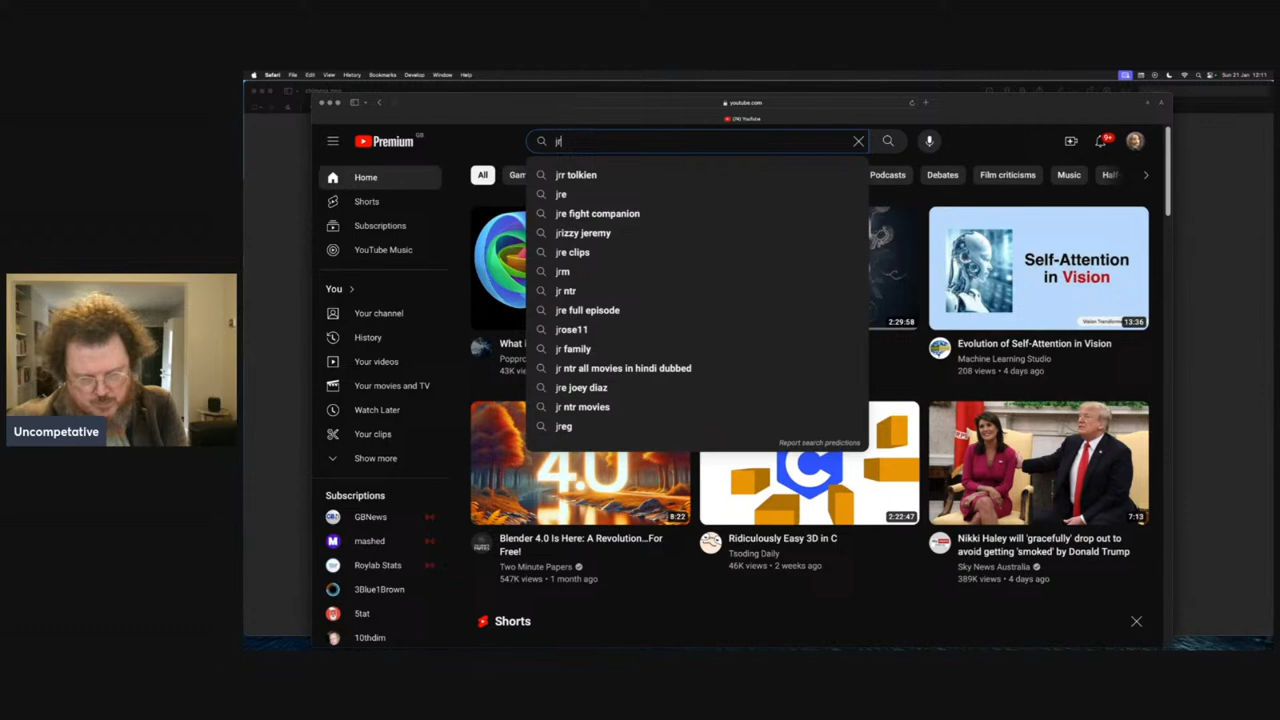 Safari File Edit View History Bookmarks Develop Window Help
Sun 21 Jan 12:11
youtube.com
(74) YouTube
Premium GB
jr
9+
Home
Shorts
Subscriptions
YouTube Music
You
Your channel
History
Your videos
Your movies and TV
Watch Later
Your clips
Show more
Subscriptions
GBNews
mashed
Roylab Stats
3Blue1Brown
5tat
10thdim
All
Gam
Podcasts
Debates
Film criticisms
Music
Half
jrr tolkien
jre
jre fight companion
jrizzy jeremy
jre clips
jrm
jr ntr
jre full episode
jrose11
jr family
jr ntr all movies in hindi dubbed
jre joey diaz
jr ntr movies
jreg
Report search predictions
What i
Poppro
43K vie
2:29:58
Self-Attention
in Vision
13:36
Evolution of Self-Attention in Vision
Machine Learning Studio
208 views • 4 days ago
4.0
8:22
Blender 4.0 Is Here: A Revolution...For
Free!
Two Minute Papers
547K views • 1 month ago
C
2:22:47
Ridiculously Easy 3D in C
Tsoding Daily
46K views • 2 weeks ago
7:13
Nikki Haley will 'gracefully' drop out to
avoid getting 'smoked' by Donald Trump
Sky News Australia
389K views • 4 days ago
Shorts
Uncompetative